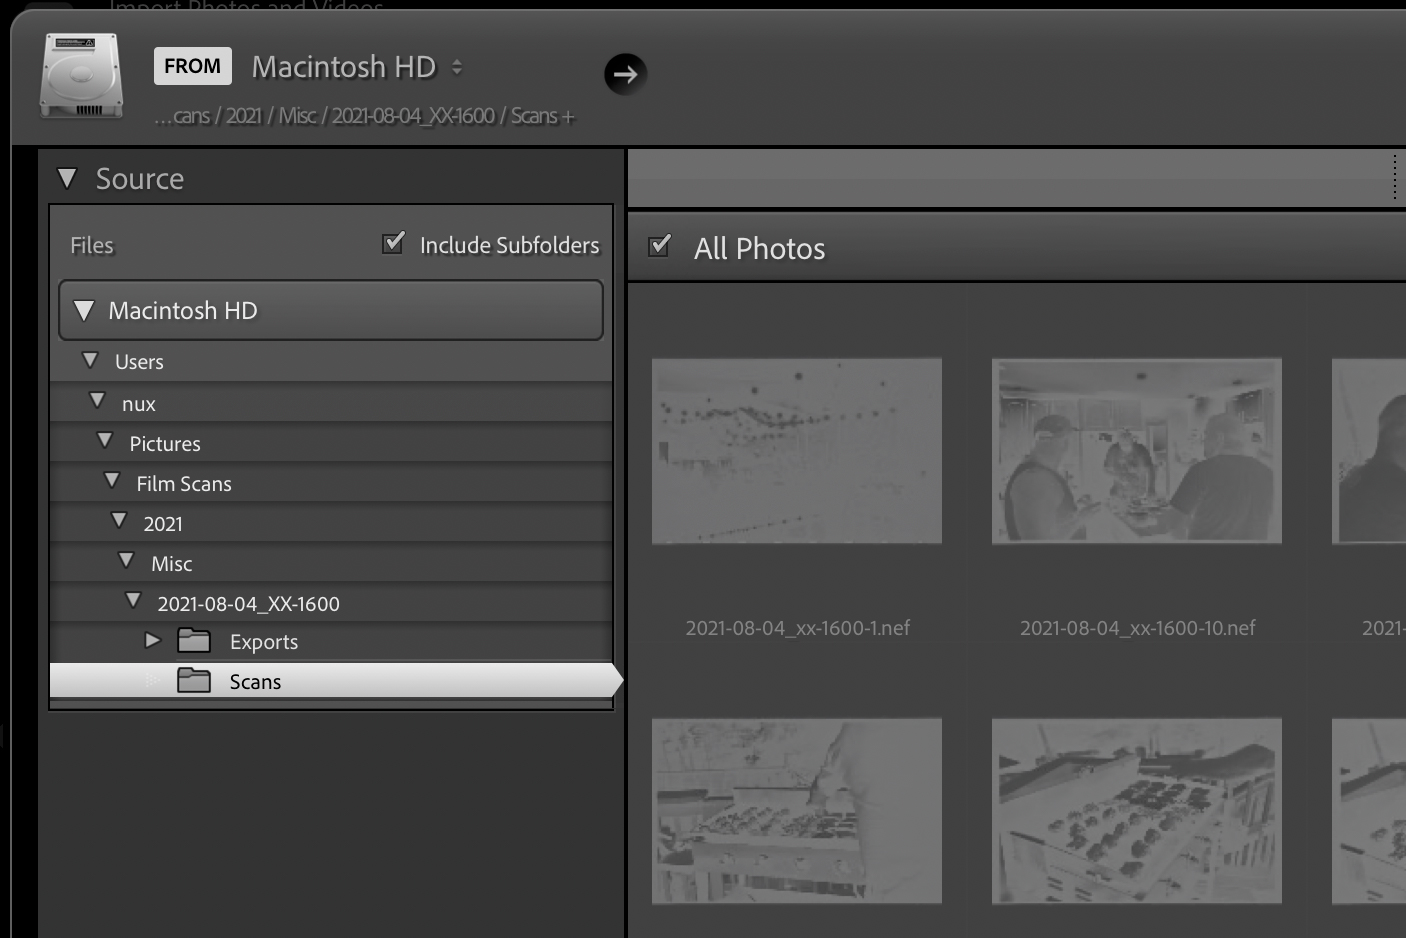 Import Photos and Videos
FROM Macintosh HD
…cans / 2021 / Misc / 2021-08-04_XX-1600 / Scans +
Source
Files Include Subfolders
All Photos
Macintosh HD
Users
nux
Pictures
Film Scans
2021
Misc
2021-08-04_XX-1600
Exports
Scans
2021-08-04_xx-1600-1.nef 2021-08-04_xx-1600-10.nef 2021-